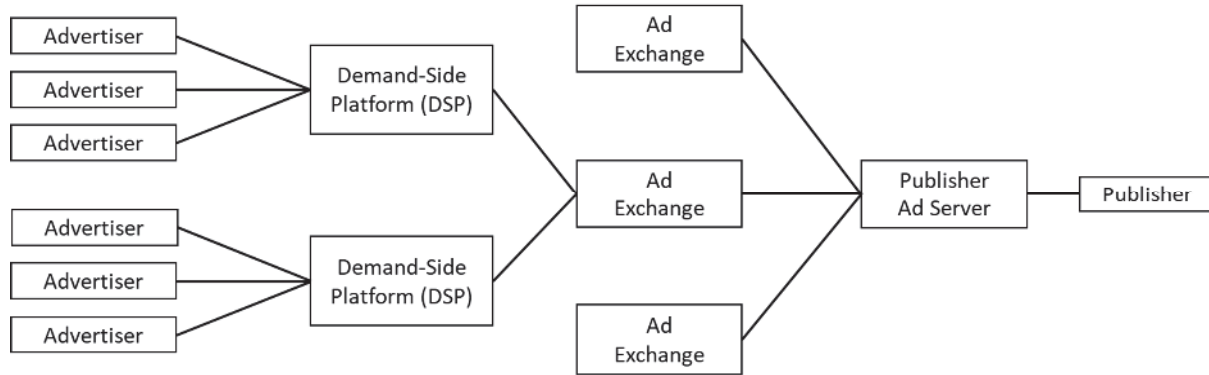 Advertiser
Advertiser
Advertiser
Advertiser
Advertiser
Advertiser
Demand-Side
Platform (DSP)
Demand-Side
Platform (DSP)
Ad
Exchange
Ad
Exchange
Ad
Exchange
Publisher
Ad Server
Publisher